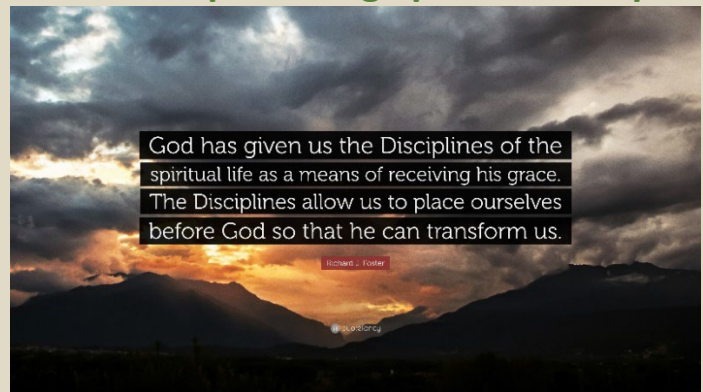 God has given us the Disciplines of the
spiritual life as a means of receiving his grace.
The Disciplines allow us to place ourselves
before God so that he can transform us.
Richard J. Foster